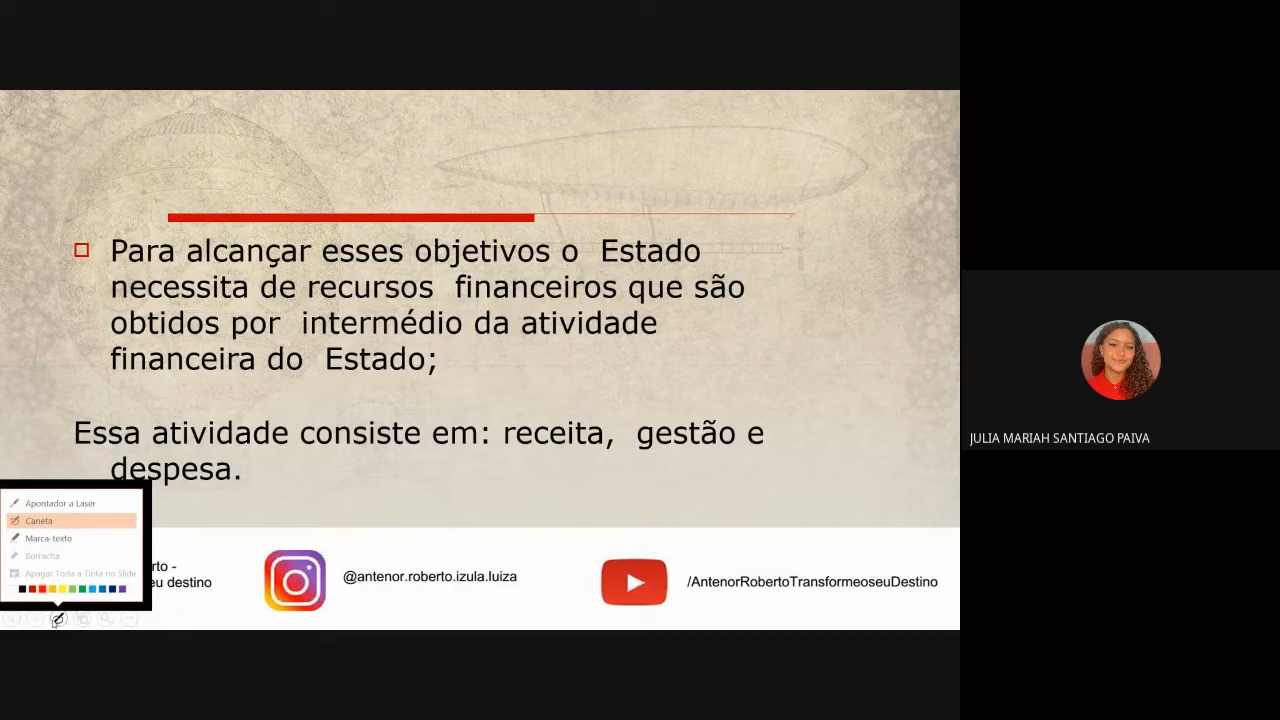 Para alcançar esses objetivos o Estado
necessita de recursos financeiros que são
obtidos por intermédio da atividade
financeira do Estado;
Essa atividade consiste em: receita, gestão e
despesa.
Apontador a Laser
Caneta
Marca-texto
Borracha
Apagar Toda a Tinta no Slide
rto -
eu destino
@antenor.roberto.izula.luiza
/AntenorRobertoTransformeoseuDestino
JULIA MARIAH SANTIAGO PAIVA